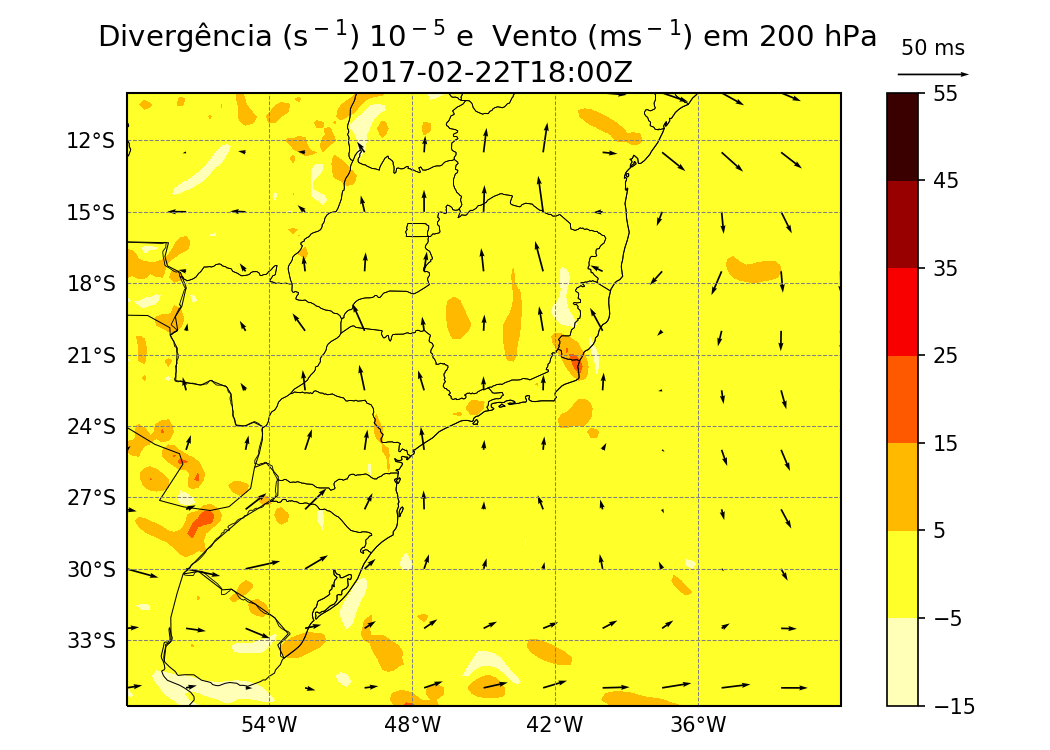 Divergência (s⁻¹) 10⁻⁵ e  Vento (ms⁻¹) em 200 hPa
2017-02-22T18:00Z
50 ms
12°S
15°S
18°S
21°S
24°S
27°S
30°S
33°S
54°W
48°W
42°W
36°W
55
45
35
25
15
5
−5
−15